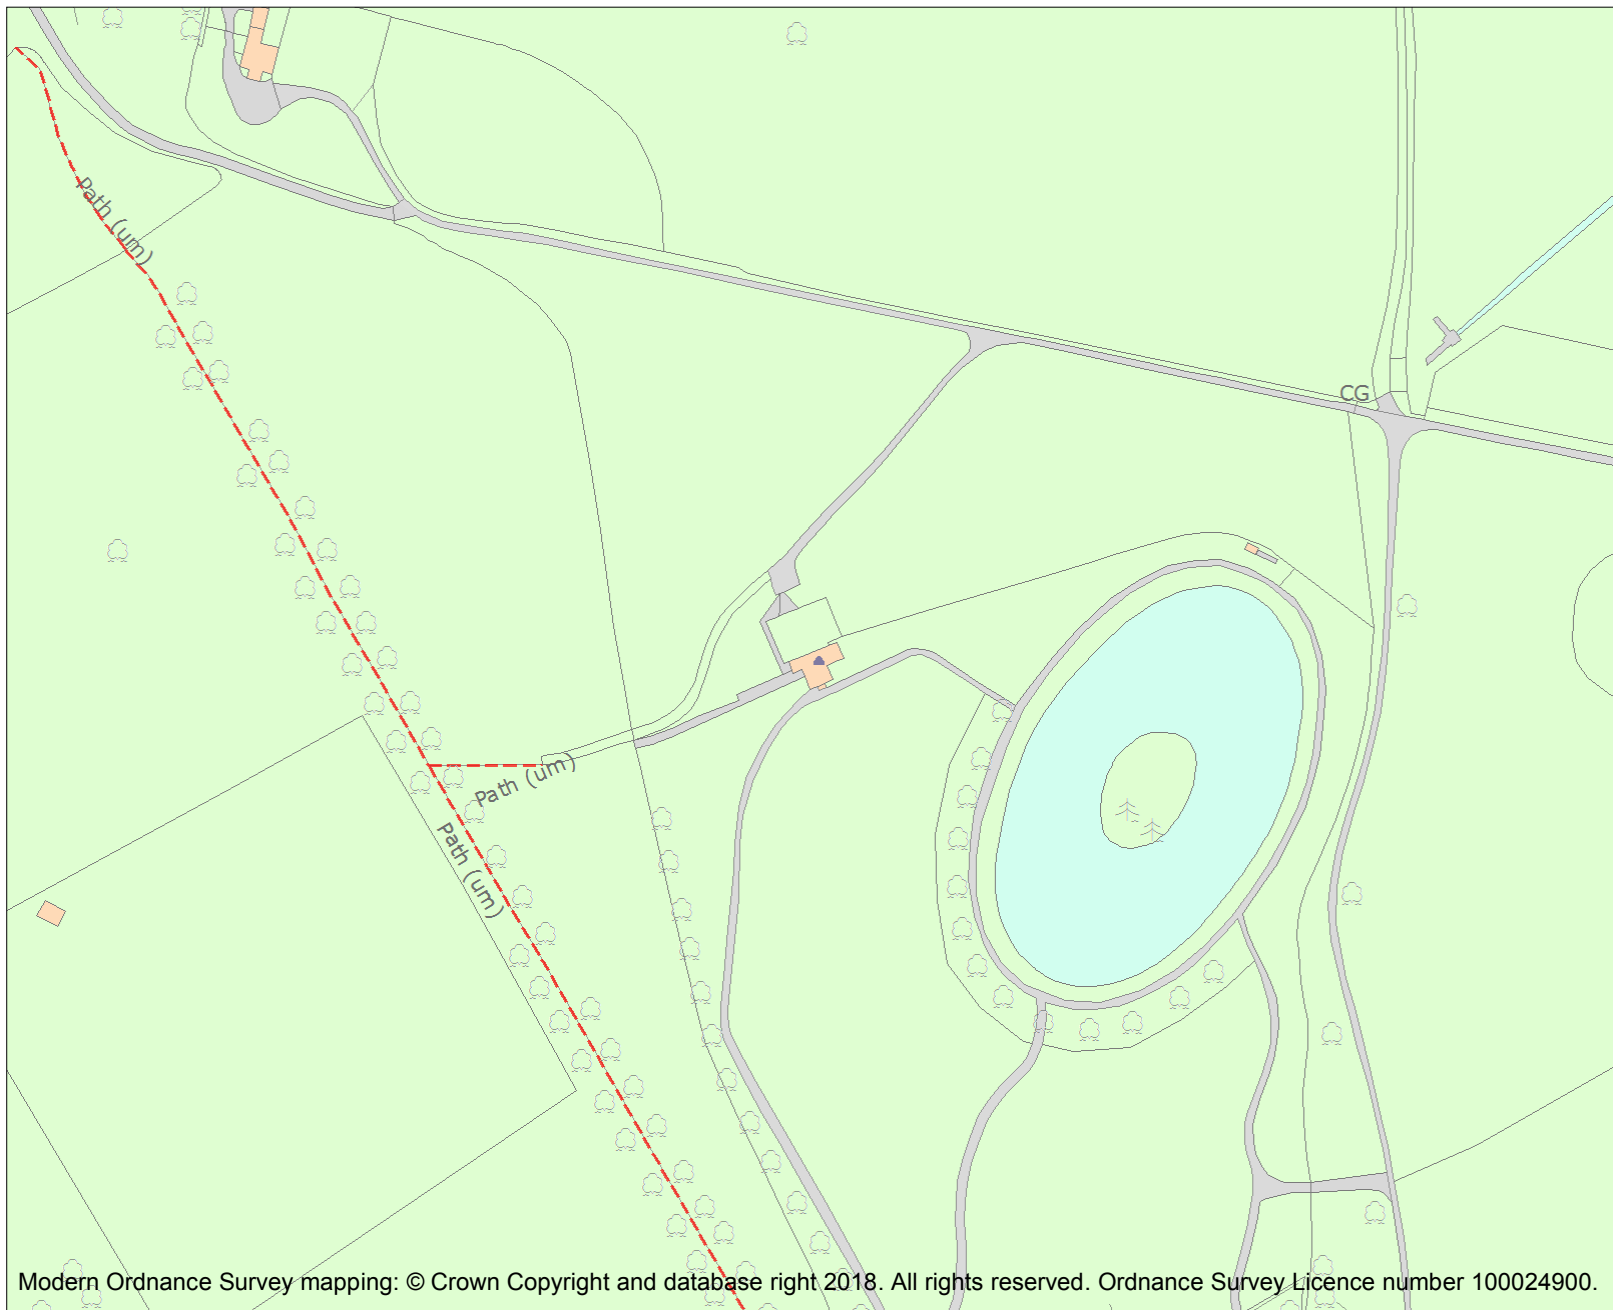 Path (um)
CG
Path (um)
Path (um)
Modern Ordnance Survey mapping: © Crown Copyright and database right 2018. All rights reserved. Ordnance Survey Licence number 100024900.